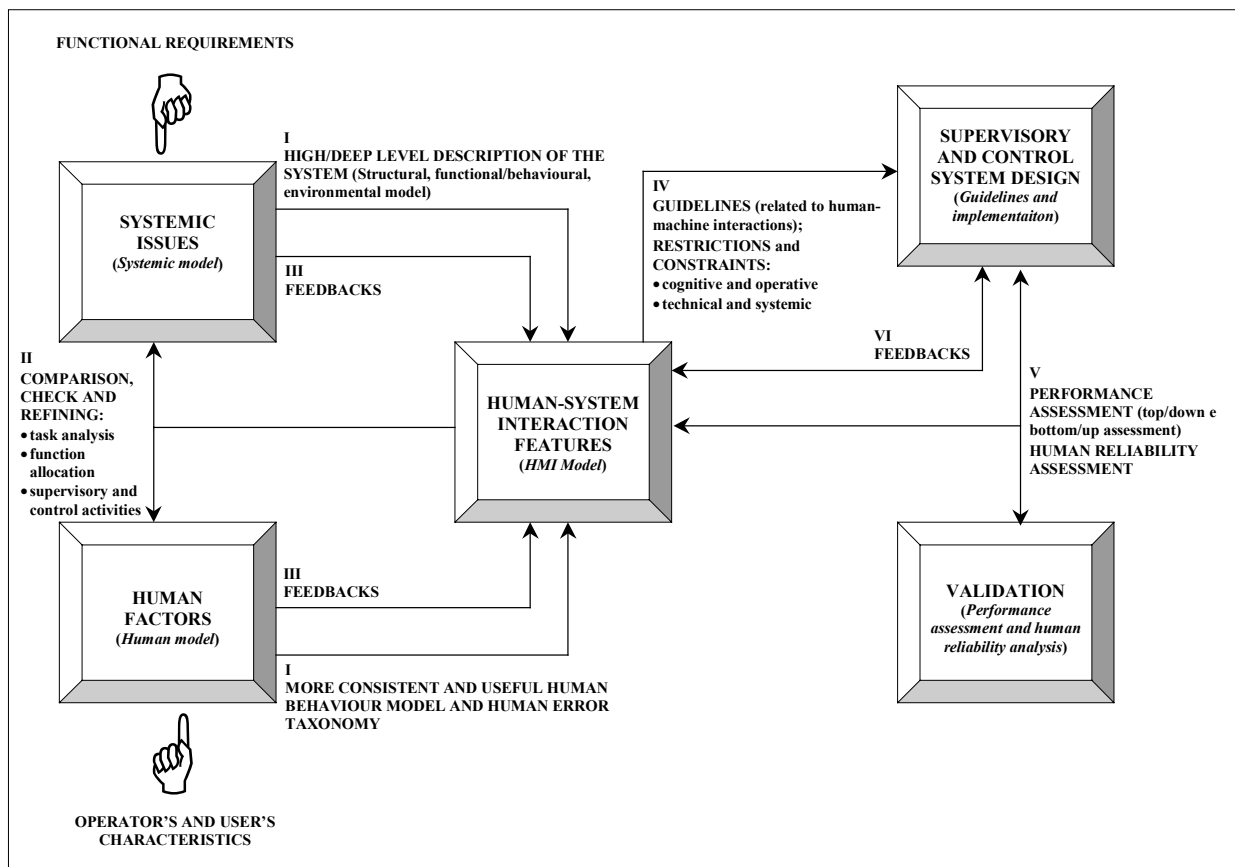 FUNCTIONAL REQUIREMENTS
I
HIGH/DEEP LEVEL DESCRIPTION OF THE
SYSTEM (Structural, functional/behavioural,
environmental model)
SYSTEMIC
ISSUES
(Systemic model)
III
FEEDBACKS
IV
GUIDELINES (related to human-
machine interactions);
RESTRICTIONS and
CONSTRAINTS:
•cognitive and operative
•technical and systemic
SUPERVISORY
AND CONTROL
SYSTEM DESIGN
(Guidelines and
implementaiton)
II
COMPARISON,
CHECK AND
REFINING:
•task analysis
•function
allocation
•supervisory and
control activities
HUMAN-SYSTEM
INTERACTION
FEATURES
(HMI Model)
VI
FEEDBACKS
V
PERFORMANCE
ASSESSMENT (top/down e
bottom/up assessment)
HUMAN RELIABILITY
ASSESSMENT
HUMAN
FACTORS
(Human model)
III
FEEDBACKS
I
MORE CONSISTENT AND USEFUL HUMAN
BEHAVIOUR MODEL AND HUMAN ERROR
TAXONOMY
VALIDATION
(Performance
assessment and human
reliability analysis)
OPERATOR'S AND USER'S
CHARACTERISTICS